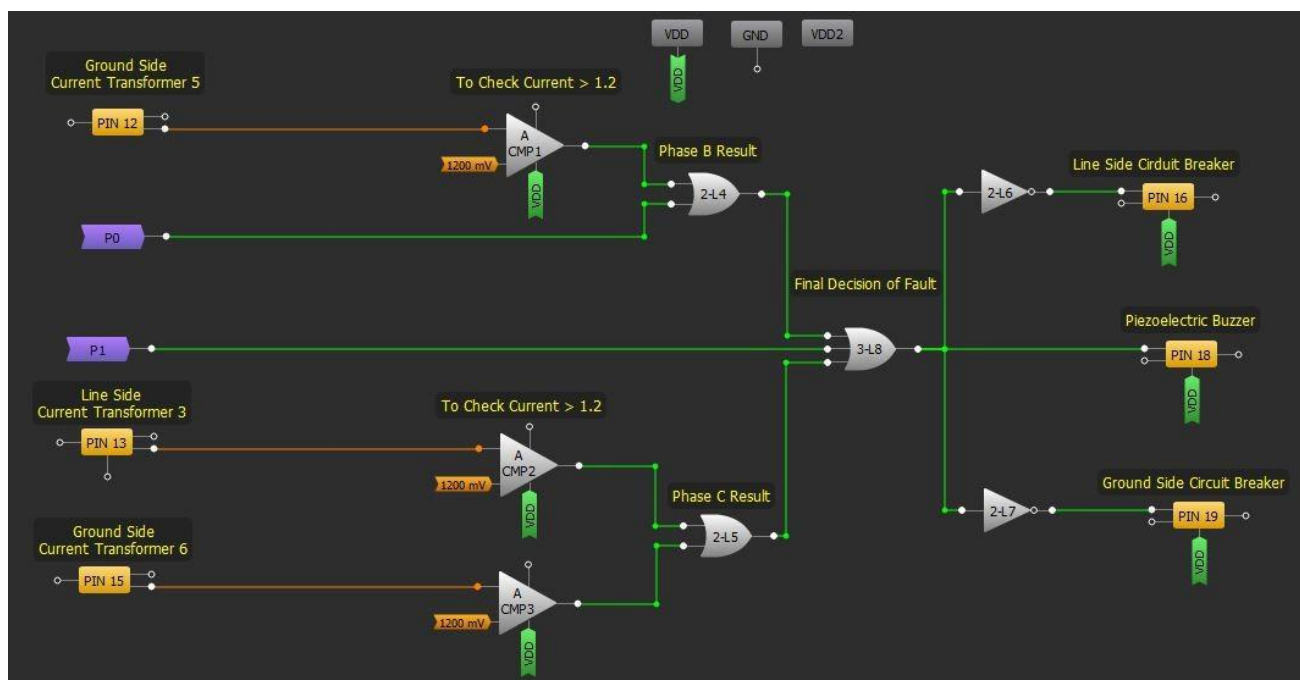 VDD
GND
VDD2
VDD
Ground Side
Current Transformer 5
PIN 12
To Check Current > 1.2
A
CMP1
1200 mV
VDD
Phase B Result
2-L4
P0
Line Side Cirduit Breaker
2-L6
PIN 16
VDD
Final Decision of Fault
P1
3-L8
Piezoelectric Buzzer
PIN 18
VDD
Line Side
Current Transformer 3
PIN 13
To Check Current > 1.2
A
CMP2
1200 mV
VDD
Phase C Result
2-L5
Ground Side Circuit Breaker
2-L7
PIN 19
VDD
Ground Side
Current Transformer 6
PIN 15
A
CMP3
1200 mV
VDD